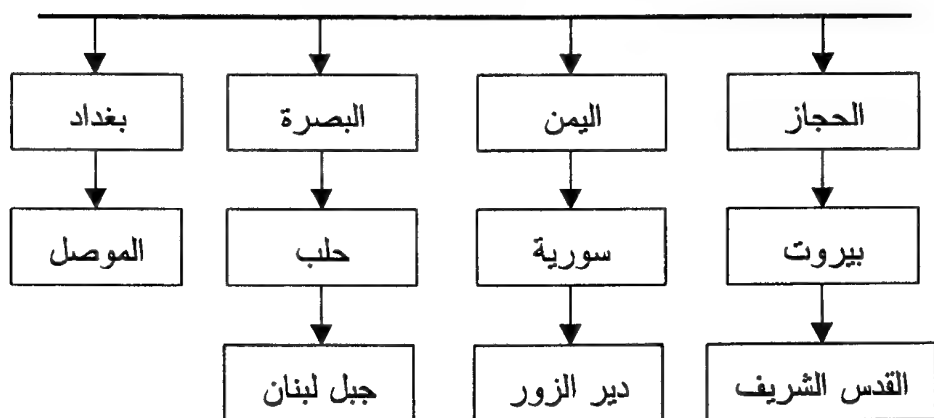 الحجاز
اليمن
البصرة
بغداد
بيروت
سورية
حلب
الموصل
القدس الشريف
دير الزور
جبل لبنان